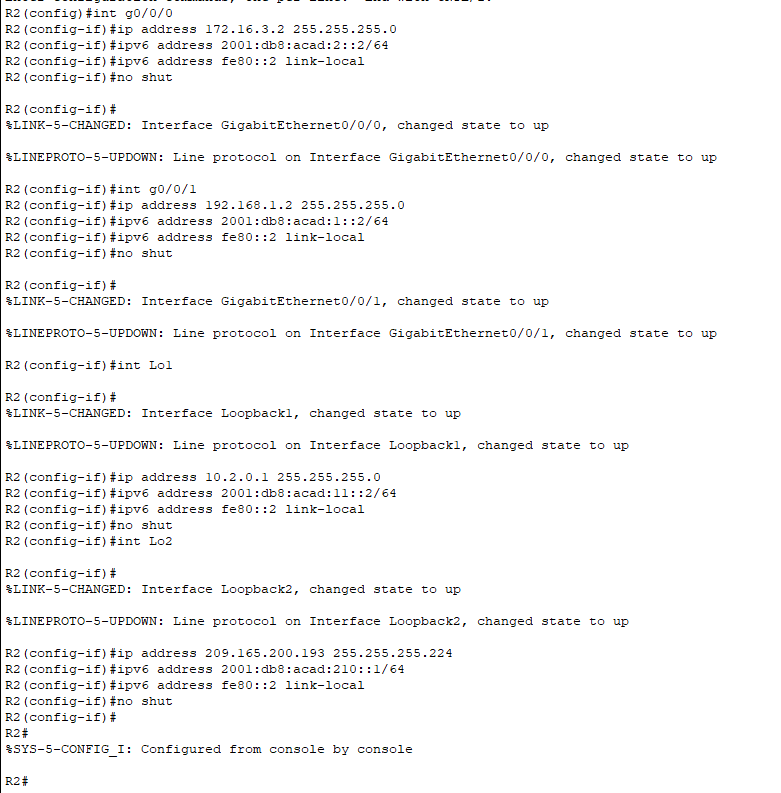 R2(config)#int g0/0/0
R2(config-if)#ip address 172.16.3.2 255.255.255.0
R2(config-if)#ipv6 address 2001:db8:acad:2::2/64
R2(config-if)#ipv6 address fe80::2 link-local
R2(config-if)#no shut
R2(config-if)#
%LINK-5-CHANGED: Interface GigabitEthernet0/0/0, changed state to up
%LINEPROTO-5-UPDOWN: Line protocol on Interface GigabitEthernet0/0/0, changed state to up
R2(config-if)#int g0/0/1
R2(config-if)#ip address 192.168.1.2 255.255.255.0
R2(config-if)#ipv6 address 2001:db8:acad:1::2/64
R2(config-if)#ipv6 address fe80::2 link-local
R2(config-if)#no shut
R2(config-if)#
%LINK-5-CHANGED: Interface GigabitEthernet0/0/1, changed state to up
%LINEPROTO-5-UPDOWN: Line protocol on Interface GigabitEthernet0/0/1, changed state to up
R2(config-if)#int Lo1
R2(config-if)#
%LINK-5-CHANGED: Interface Loopback1, changed state to up
%LINEPROTO-5-UPDOWN: Line protocol on Interface Loopback1, changed state to up
R2(config-if)#ip address 10.2.0.1 255.255.255.0
R2(config-if)#ipv6 address 2001:db8:acad:11::2/64
R2(config-if)#ipv6 address fe80::2 link-local
R2(config-if)#no shut
R2(config-if)#int Lo2
R2(config-if)#
%LINK-5-CHANGED: Interface Loopback2, changed state to up
%LINEPROTO-5-UPDOWN: Line protocol on Interface Loopback2, changed state to up
R2(config-if)#ip address 209.165.200.193 255.255.255.224
R2(config-if)#ipv6 address 2001:db8:acad:210::1/64
R2(config-if)#ipv6 address fe80::2 link-local
R2(config-if)#no shut
R2(config-if)#
R2#
%SYS-5-CONFIG_I: Configured from console by console
R2#